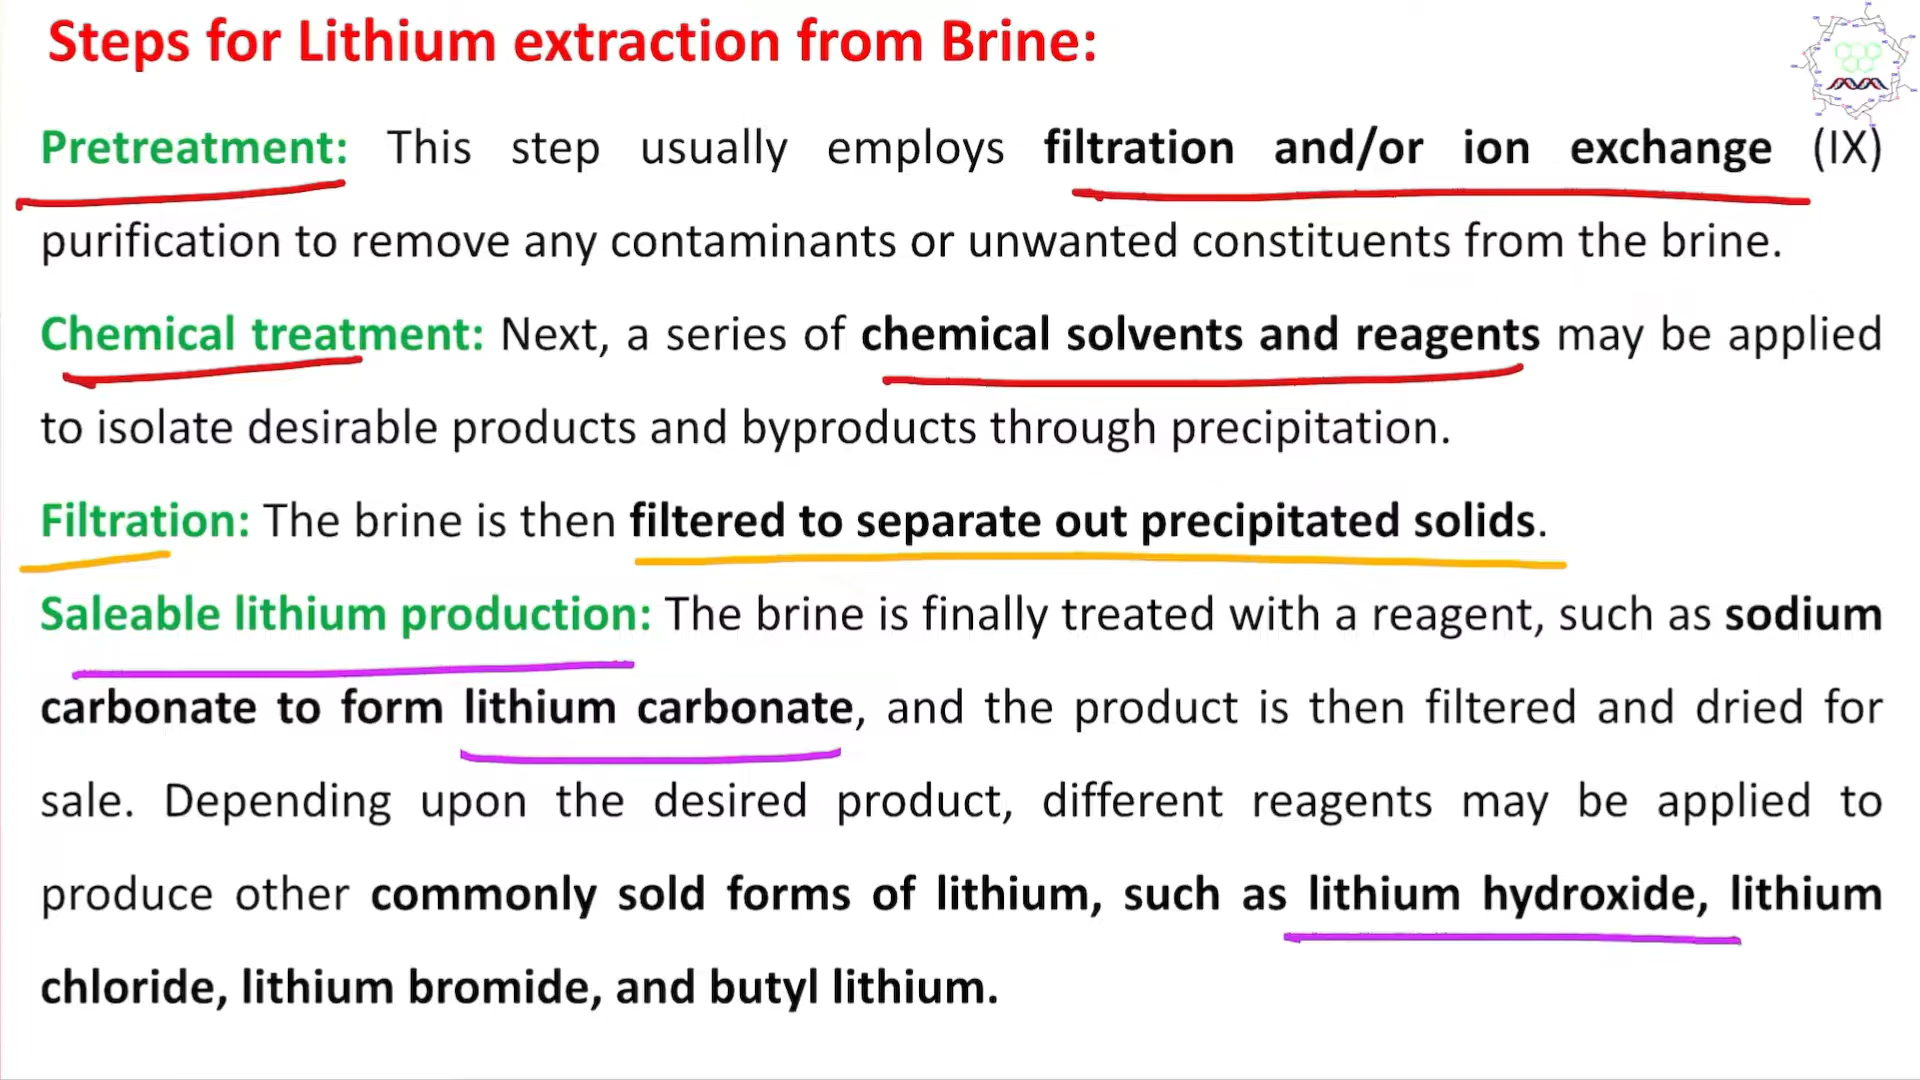 Steps for Lithium extraction from Brine:
Pretreatment: This step usually employs filtration and/or ion exchange (IX)
purification to remove any contaminants or unwanted constituents from the brine.
Chemical treatment: Next, a series of chemical solvents and reagents may be applied
to isolate desirable products and byproducts through precipitation.
Filtration: The brine is then filtered to separate out precipitated solids.
Saleable lithium production: The brine is finally treated with a reagent, such as sodium
carbonate to form lithium carbonate, and the product is then filtered and dried for
sale. Depending upon the desired product, different reagents may be applied to
produce other commonly sold forms of lithium, such as lithium hydroxide, lithium
chloride, lithium bromide, and butyl lithium.